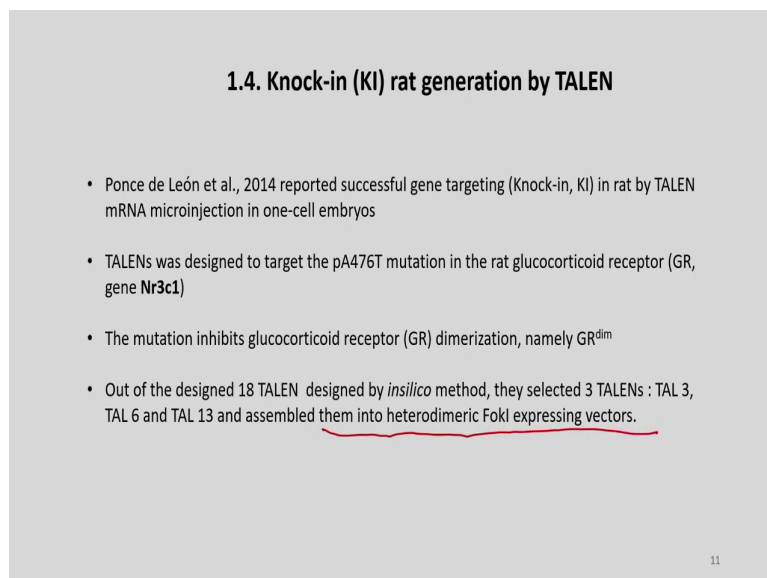 1.4. Knock-in (KI) rat generation by TALEN
• Ponce de León et al., 2014 reported successful gene targeting (Knock-in, KI) in rat by TALEN
mRNA microinjection in one-cell embryos
• TALENs was designed to target the pA476T mutation in the rat glucocorticoid receptor (GR,
gene Nr3c1)
• The mutation inhibits glucocorticoid receptor (GR) dimerization, namely GRdim
• Out of the designed 18 TALEN designed by insilico method, they selected 3 TALENs : TAL 3,
TAL 6 and TAL 13 and assembled them into heterodimeric FokI expressing vectors.
11